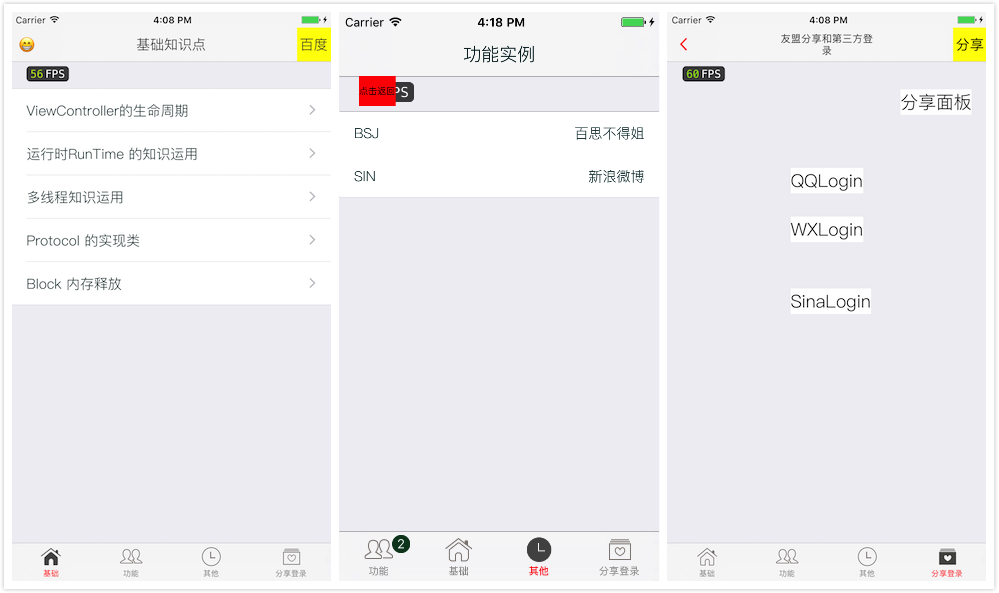 Carrier 4:08 PM
基础知识点
百度
56 FPS
ViewController的生命周期
运行时RunTime 的知识运用
多线程知识运用
Protocol 的实现类
Block 内存释放
基础
功能
其他
分享登录
Carrier 4:18 PM
功能实例
点击返回
PS
BSJ 百思不得姐
SIN 新浪微博
2
功能
基础
其他
分享登录
Carrier 4:08 PM
友盟分享和第三方登
录
分享
60 FPS
分享面板
QQLogin
WXLogin
SinaLogin
基础
功能
其他
分享登录